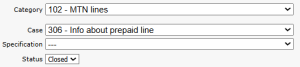 Category 102 - MTN lines
Case 306 - Info about prepaid line
Specification ---
Status Closed